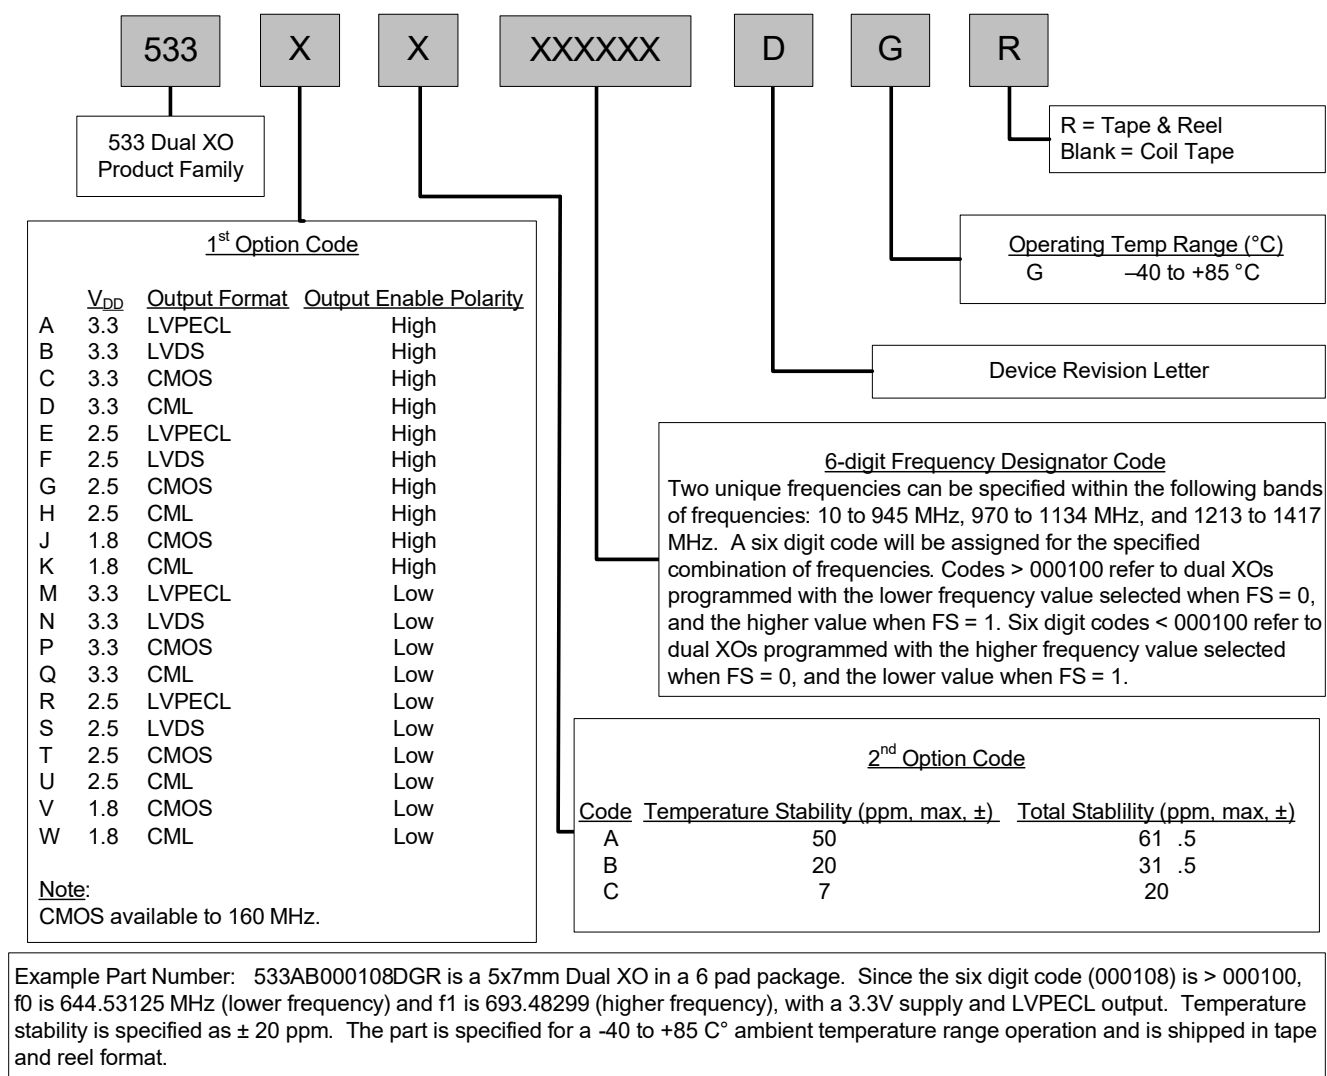 533 X X XXXXXX D G R
533 Dual XO
Product Family
R = Tape & Reel
Blank = Coil Tape
Operating Temp Range (°C)
G –40 to +85 °C
Device Revision Letter
1st Option Code
VDD Output Format Output Enable Polarity
A 3.3 LVPECL High
B 3.3 LVDS High
C 3.3 CMOS High
D 3.3 CML High
E 2.5 LVPECL High
F 2.5 LVDS High
G 2.5 CMOS High
H 2.5 CML High
J 1.8 CMOS High
K 1.8 CML High
M 3.3 LVPECL Low
N 3.3 LVDS Low
P 3.3 CMOS Low
Q 3.3 CML Low
R 2.5 LVPECL Low
S 2.5 LVDS Low
T 2.5 CMOS Low
U 2.5 CML Low
V 1.8 CMOS Low
W 1.8 CML Low
Note:
CMOS available to 160 MHz.
6-digit Frequency Designator Code
Two unique frequencies can be specified within the following bands
of frequencies: 10 to 945 MHz, 970 to 1134 MHz, and 1213 to 1417
MHz. A six digit code will be assigned for the specified
combination of frequencies. Codes > 000100 refer to dual XOs
programmed with the lower frequency value selected when FS = 0,
and the higher value when FS = 1. Six digit codes < 000100 refer to
dual XOs programmed with the higher frequency value selected
when FS = 0, and the lower value when FS = 1.
2nd Option Code
Code Temperature Stability (ppm, max, ±) Total Stablility (ppm, max, ±)
A 50 61 .5
B 20 31 .5
C 7 20
Example Part Number: 533AB000108DGR is a 5x7mm Dual XO in a 6 pad package. Since the six digit code (000108) is > 000100,
f0 is 644.53125 MHz (lower frequency) and f1 is 693.48299 (higher frequency), with a 3.3V supply and LVPECL output. Temperature
stability is specified as ± 20 ppm. The part is specified for a -40 to +85 C° ambient temperature range operation and is shipped in tape
and reel format.